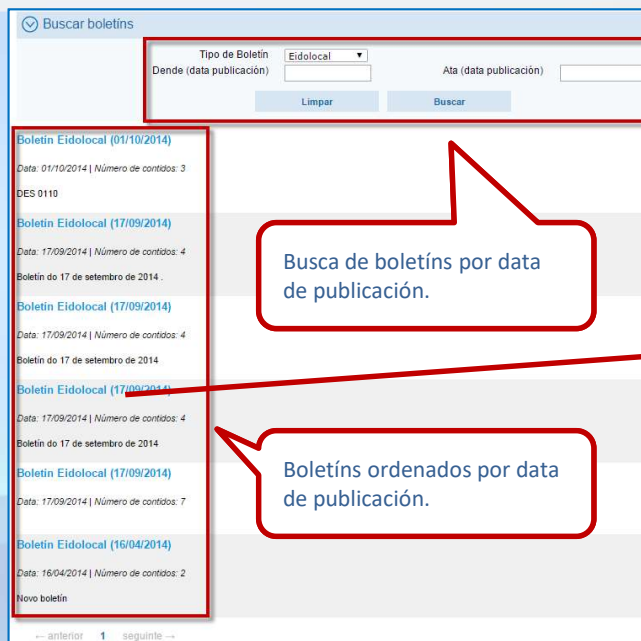 Buscar boletíns
Tipo de Boletín Eidolocal
Dende (data publicación) Ata (data publicación)
Limpar Buscar
Boletín Eidolocal (01/10/2014)
Data: 01/10/2014 | Número de contidos: 3
DES 0110
Boletín Eidolocal (17/09/2014)
Data: 17/09/2014 | Número de contidos: 4
Boletín do 17 de setembro de 2014 .
Busca de boletíns por data
de publicación.
Boletín Eidolocal (17/09/2014)
Data: 17/09/2014 | Número de contidos: 4
Boletín do 17 de setembro de 2014
Boletín Eidolocal (17/09/2014)
Data: 17/09/2014 | Número de contidos: 4
Boletín do 17 de setembro de 2014
Boletíns ordenados por data
de publicación.
Boletín Eidolocal (17/09/2014)
Data: 17/09/2014 | Número de contidos: 7
Boletín Eidolocal (16/04/2014)
Data: 16/04/2014 | Número de contidos: 2
Novo boletín
← anterior 1 seguinte →